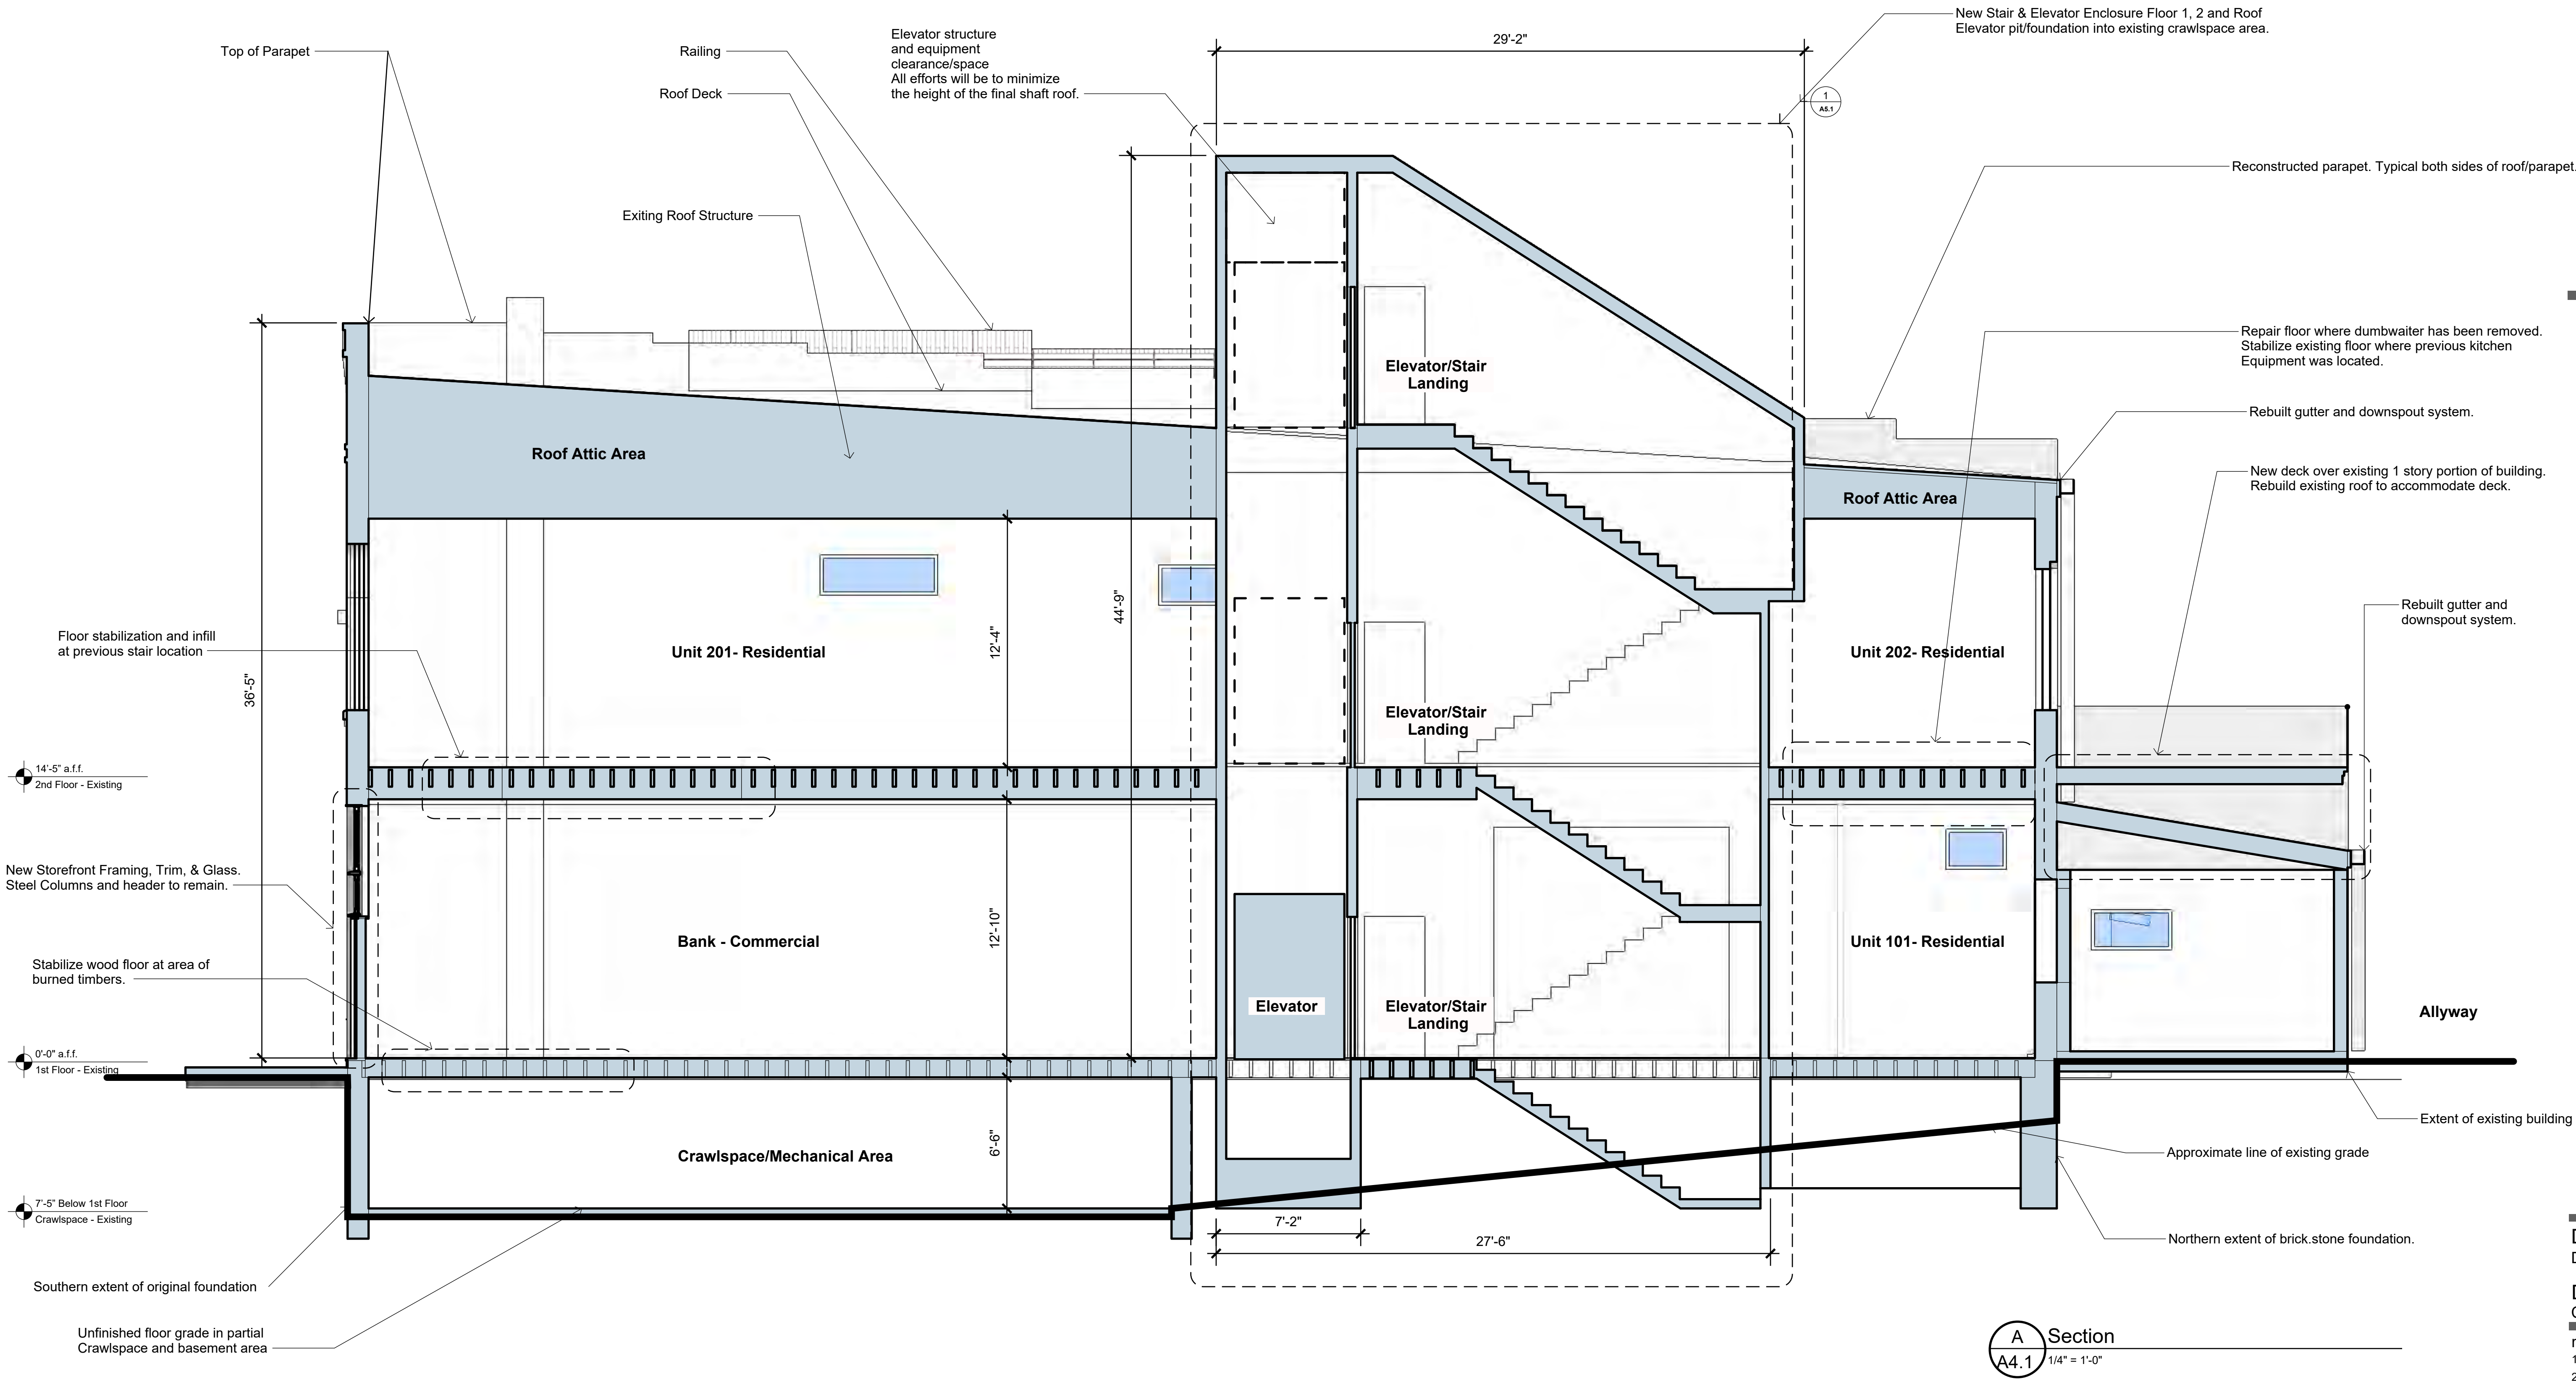 Top of Parapet
Railing
Roof Deck
Exiting Roof Structure
Elevator structure
and equipment
clearance/space
All efforts will be to minimize
the height of the final shaft roof.
29'-2"
New Stair & Elevator Enclosure Floor 1, 2 and Roof
Elevator pit/foundation into existing crawlspace area.
1
A5.1
Reconstructed parapet. Typical both sides of roof/parapet.
Repair floor where dumbwaiter has been removed.
Stabilize existing floor where previous kitchen
Equipment was located.
Rebuilt gutter and downspout system.
New deck over existing 1 story portion of building.
Rebuild existing roof to accommodate deck.
Rebuilt gutter and
downspout system.
Elevator/Stair
Landing
Roof Attic Area
Roof Attic Area
44'-9"
12'-4"
36'-5"
Floor stabilization and infill
at previous stair location
Unit 201- Residential
Unit 202- Residential
Elevator/Stair
Landing
14'-5" a.f.f.
2nd Floor - Existing
New Storefront Framing, Trim, & Glass.
Steel Columns and header to remain.
Bank - Commercial
12'-10"
Unit 101- Residential
Stabilize wood floor at area of
burned timbers.
Elevator
Elevator/Stair
Landing
Allyway
0'-0" a.f.f.
1st Floor - Existing
Crawlspace/Mechanical Area
6'-6"
Extent of existing building
Approximate line of existing grade
7'-5" Below 1st Floor
Crawlspace - Existing
7'-2"
27'-6"
Northern extent of brick.stone foundation.
Southern extent of original foundation
Unfinished floor grade in partial
Crawlspace and basement area
A
A4.1
Section
1/4" = 1'-0"